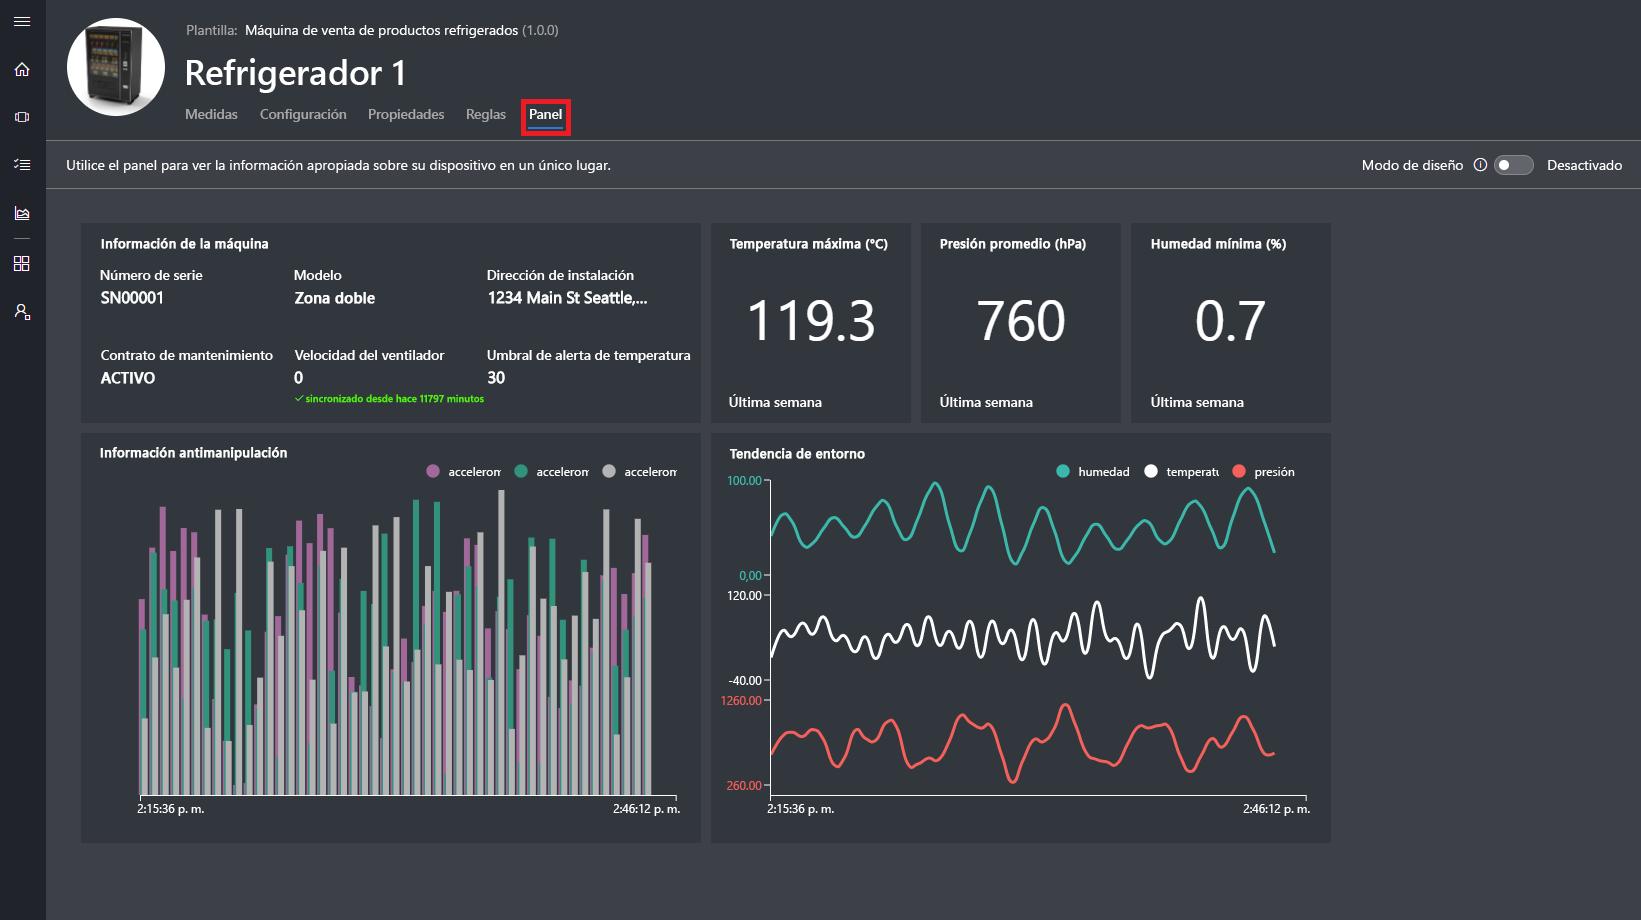 Plantilla: Máquina de venta de productos refrigerados (1.0.0)
Refrigerador 1
Medidas Configuración Propiedades Reglas Panel
Utilice el panel para ver la información apropiada sobre su dispositivo en un único lugar.
Modo de diseño Desactivado
Información de la máquina
Número de serie Modelo Dirección de instalación
SN00001 Zona doble 1234 Main St Seattle,...
Contrato de mantenimiento Velocidad del ventilador Umbral de alerta de temperatura
ACTIVO 0 30
sincronizado desde hace 11797 minutos
Temperatura máxima (°C)
119.3
Última semana
Presión promedio (hPa)
760
Última semana
Humedad mínima (%)
0.7
Última semana
Información antimanipulación
acceleron acceleron acceleron
2:15:36 p. m. 2:46:12 p. m.
Tendencia de entorno
humedad temperatu presión
100.00
0,00
120.00
-40.00
1260.00
260.00
2:15:36 p. m. 2:46:12 p. m.